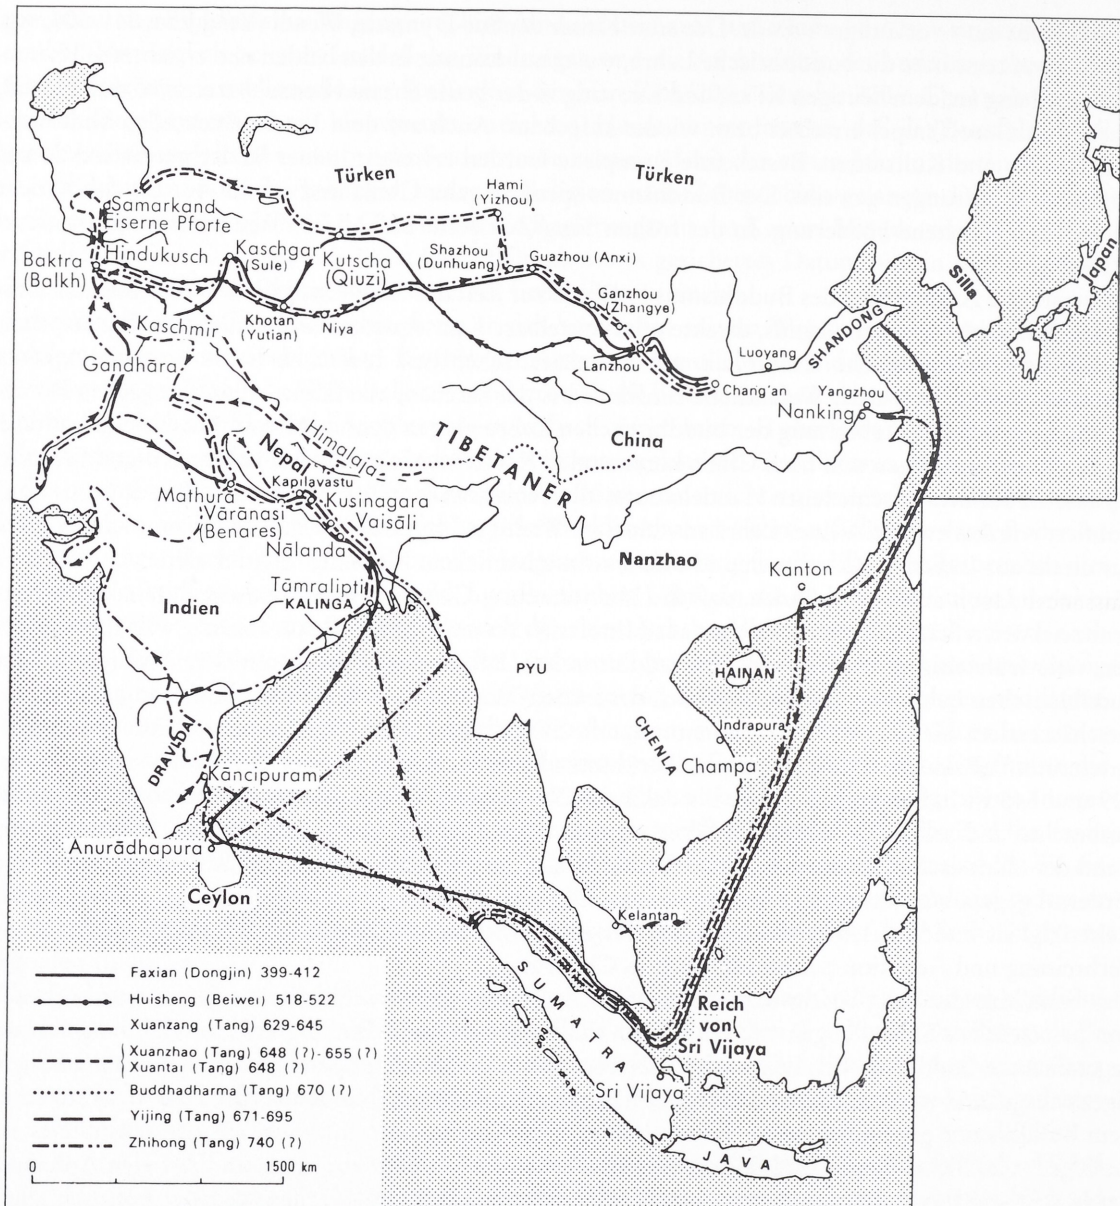 Türken
Türken
Hami
(Yizhou)
Samarkand
Eiserne Pforte
Hindukusch
Baktra
(Balkh)
Kaschgar
(Sule)
Kutscha
(Qiuzi)
Shazhou
(Dunhuang)
Guazhou (Anxi)
Ganzhou
(Zhangye)
Khotan
(Yutian)
Niya
Kaschmir
Gandhāra
Lanzhou
Luoyang
SHANDONG
Silla
Japan
Chang'an
Yangzhou
Nanking
Himalaja
TIBETANER
China
Nepal
Kapilavastu
Kusinagara
Vaisāli
Mathurā
Vārānasi
(Benares)
Nālanda
Nanzhao
Kanton
Tāmralipti
KALINGA
Indien
PYU
HAINAN
Indrapura
CHENLA
Champa
DRAVIDAI
Kāncipuram
Anurādhapura
Ceylon
Kelantan
SUMATRA
Reich
von
Sri Vijaya
Sri Vijaya
JAVA
Faxian (Dongjin) 399-412
Huisheng (Beiwei) 518-522
Xuanzang (Tang) 629-645
Xuanzhao (Tang) 648 (?)-655 (?)
Xuantai (Tang) 648 (?)
Buddhadharma (Tang) 670 (?)
Yijing (Tang) 671-695
Zhihong (Tang) 740 (?)
0 1500 km